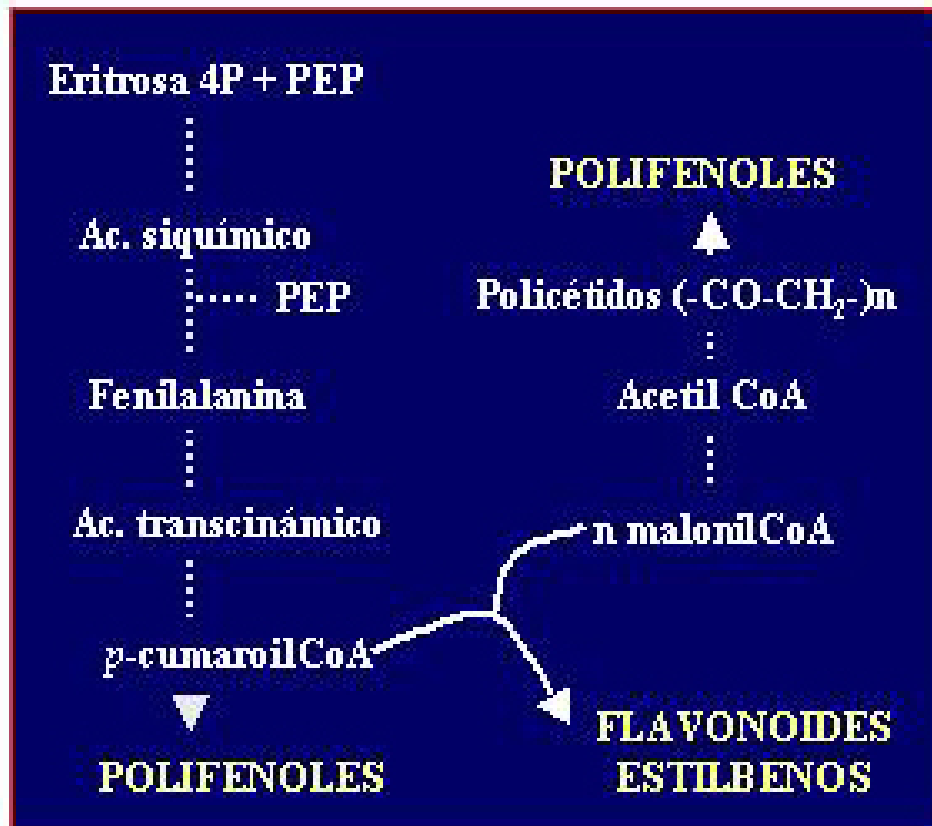 Eritrosa 4P + PEP
Ac. siquímico
PEP
Fenilalanina
Ac. transcinámico
p-cumaroilCoA
POLIFENOLES
POLIFENOLES
Policétidos (-CO-CH₂-)n
Acetil CoA
n malonilCoA
FLAVONOIDES
ESTILBENOS